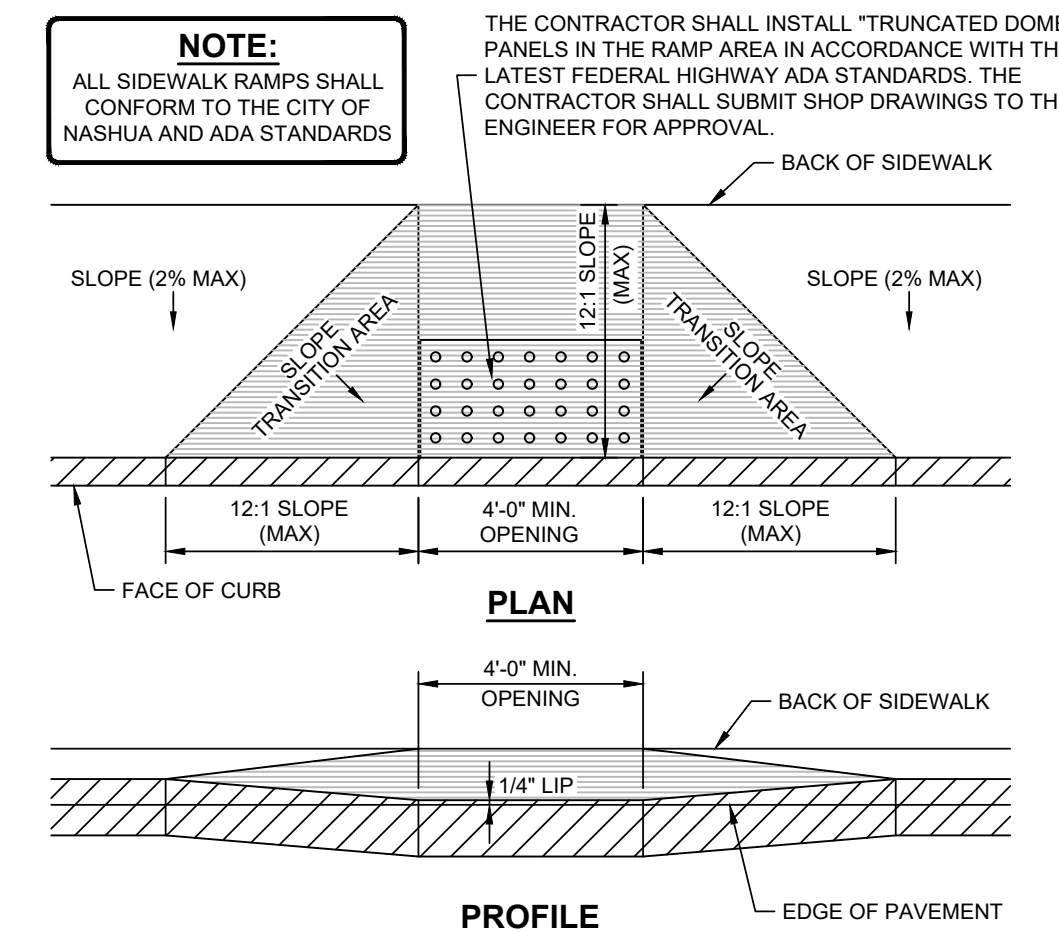 NOTE:
ALL SIDEWALK RAMPS SHALL
CONFORM TO THE CITY OF
NASHUA AND ADA STANDARDS
THE CONTRACTOR SHALL INSTALL "TRUNCATED DOME
PANELS IN THE RAMP AREA IN ACCORDANCE WITH TH
LATEST FEDERAL HIGHWAY ADA STANDARDS. THE
CONTRACTOR SHALL SUBMIT SHOP DRAWINGS TO TH
ENGINEER FOR APPROVAL.
BACK OF SIDEWALK
SLOPE (2% MAX)
SLOPE
TRANSITION AREA
12:1 SLOPE
(MAX)
SLOPE
TRANSITION AREA
SLOPE (2% MAX)
12:1 SLOPE
(MAX)
4'-0" MIN.
OPENING
12:1 SLOPE
(MAX)
FACE OF CURB
PLAN
4'-0" MIN.
OPENING
BACK OF SIDEWALK
1/4" LIP
EDGE OF PAVEMENT
PROFILE